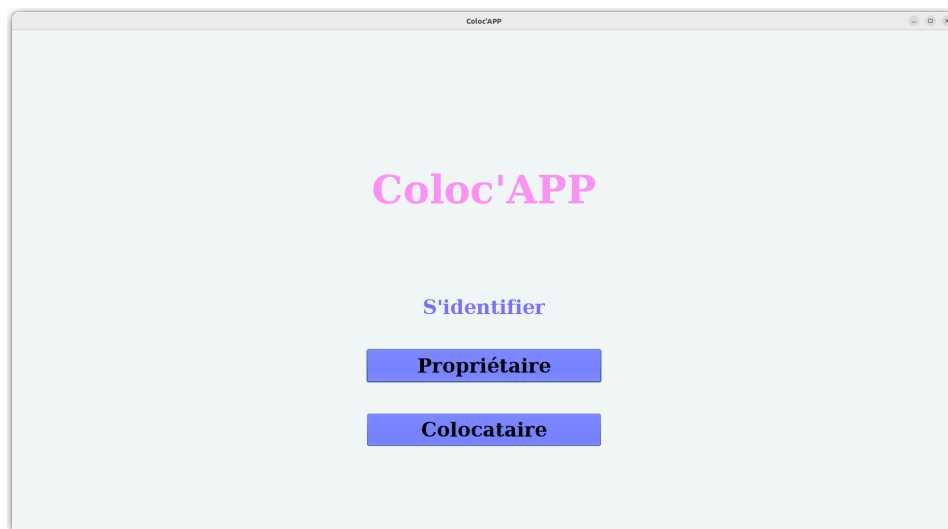 Coloc'APP
Coloc'APP
S'identifier
Propriétaire
Colocataire